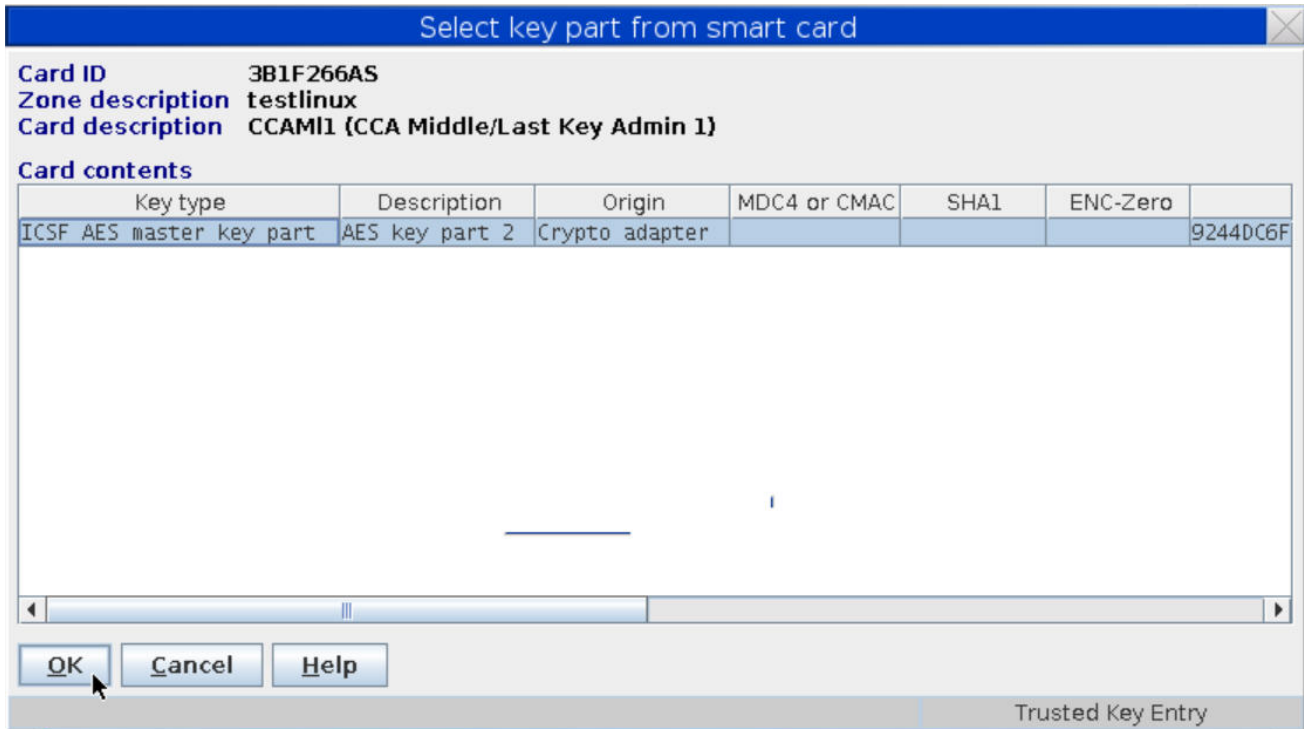 Select key part from smart card
Card ID 3B1F266AS
Zone description testlinux
Card description CCAMl1 (CCA Middle/Last Key Admin 1)
Card contents
Key type Description Origin MDC4 or CMAC SHA1 ENC-Zero
ICSF AES master key part AES key part 2 Crypto adapter 9244DC6F
OK Cancel Help
Trusted Key Entry